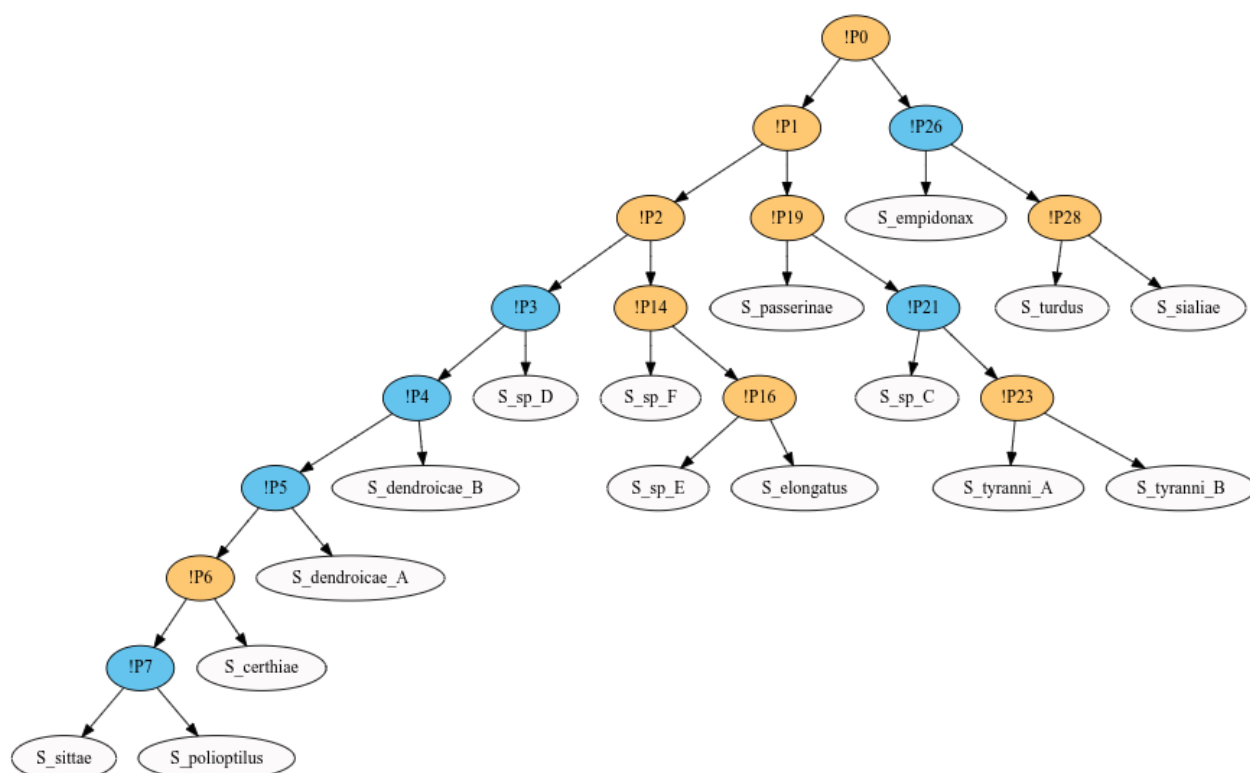 !P0
!P1
!P26
!P2
!P19
S_empidonax
!P28
!P3
!P14
S_passerinae
!P21
S_turdus
S_sialiae
!P4
S_sp_D
S_sp_F
!P16
S_sp_C
!P23
!P5
S_dendroicae_B
S_sp_E
S_elongatus
S_tyranni_A
S_tyranni_B
!P6
S_dendroicae_A
!P7
S_certhiae
S_sittae
S_polioptilus